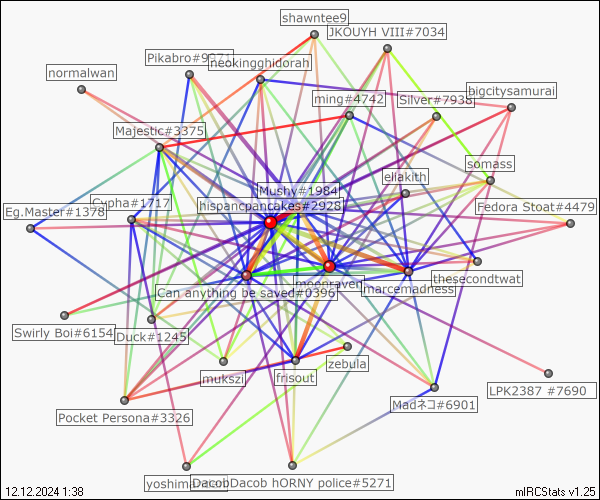 shawntee9
JKOUYH VIII#7034
Pikabro#9271
neokingghidorah
normalwan
bigcitysamurai
ming#4742
Silver#7938
Majestic#3375
somass
eliakith
Mushy#1984
Cypha#1717
hispancpancakes#2928
Eg.Master#1378
Fedora Stoat#4479
thesecondtwat
moonraven
marcemadness
Can anything be saved#0396
Swirly Boi#6154
Duck#1245
zebula
mukszi
frisout
LPK2387 #7690
Madネコ#6901
Pocket Persona#3326
DacobDacob hORNY police#5271
12.12.2024 1:38
mIRCStats v1.25